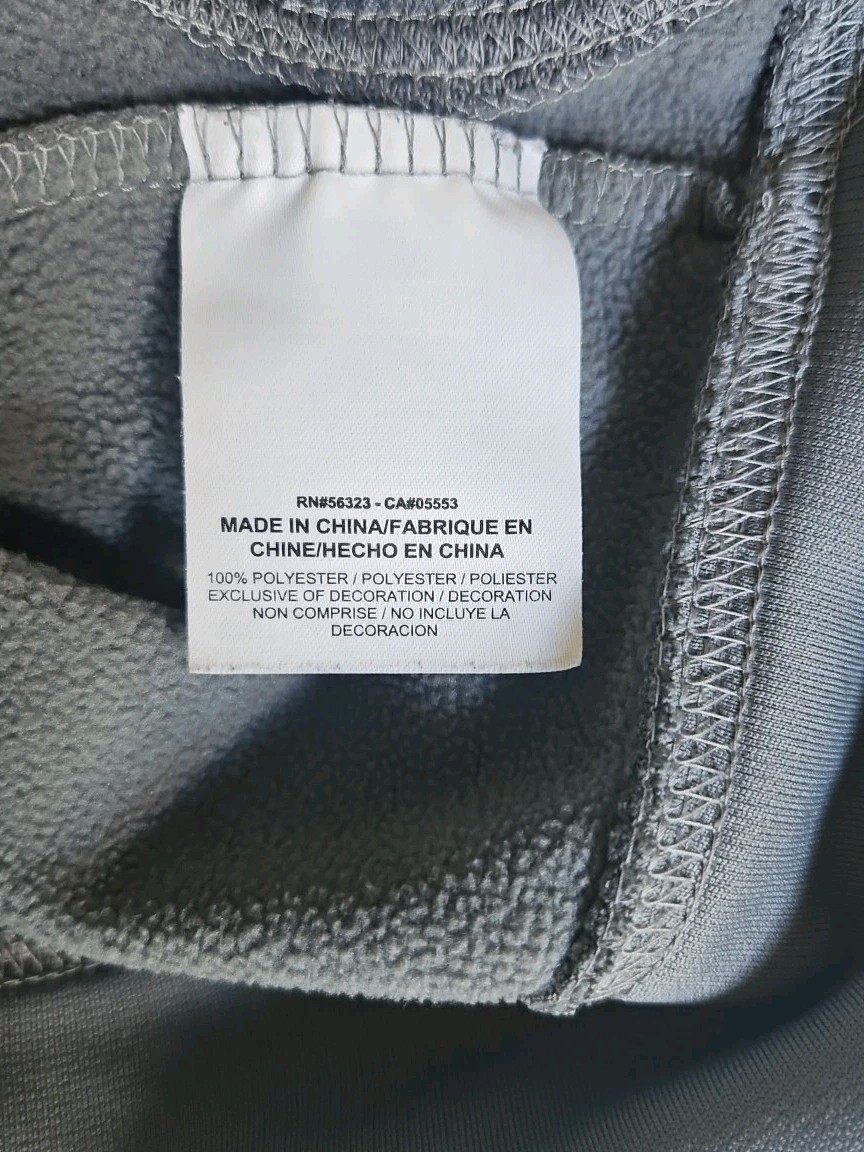 RN#56323 - CA#05553
MADE IN CHINA/FABRIQUE EN
CHINE/HECHO EN CHINA
100% POLYESTER / POLYESTER / POLIESTER
EXCLUSIVE OF DECORATION / DECORATION
NON COMPRISE / NO INCLUYE LA
DECORACION